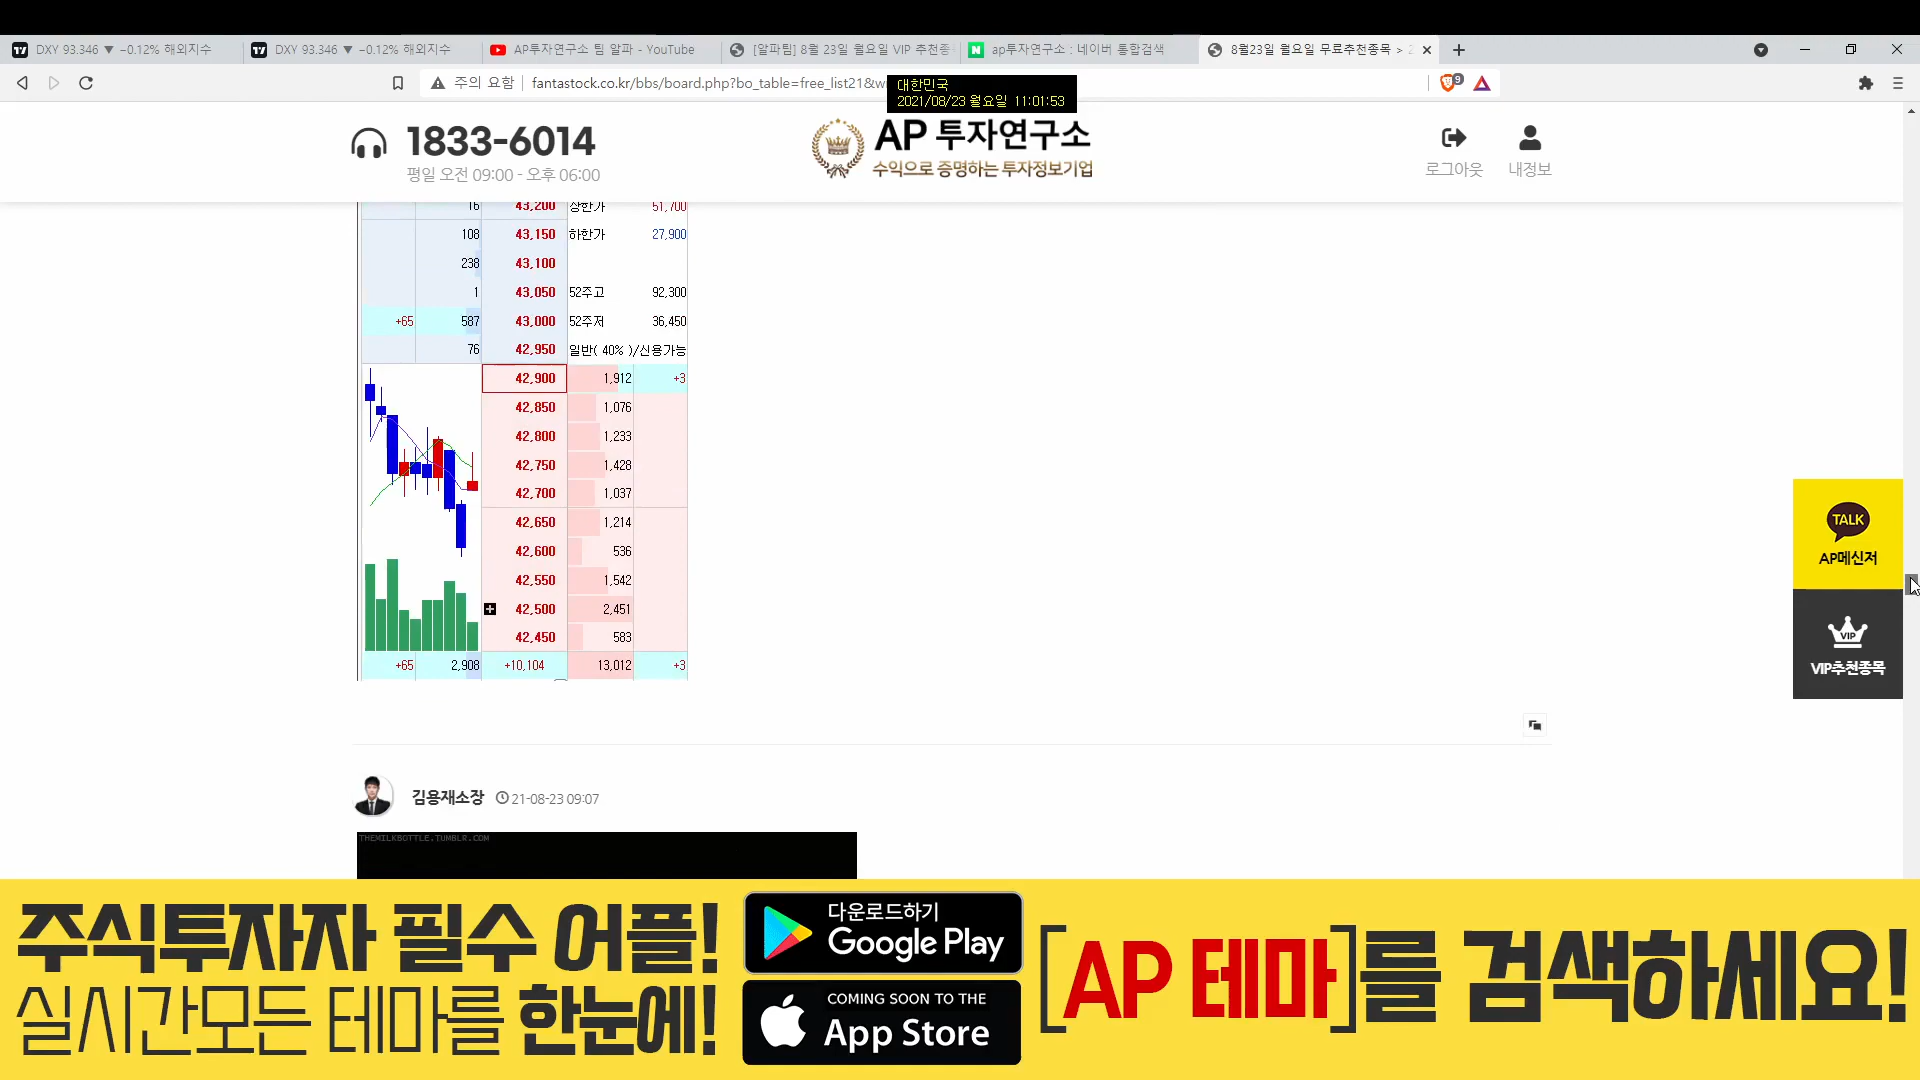 DXY 93.346 ▼ −0.12% 해외지수
DXY 93.346 ▼ −0.12% 해외지수
AP투자연구소 팀 알파 - YouTube
[알파팀] 8월 23일 월요일 VIP 추천종
ap투자연구소 : 네이버 통합검색
8월23일 월요일 무료추천종목 > 2
주의 요함
fantastock.co.kr/bbs/board.php?bo_table=free_list21&w
9
대한민국
2021/08/23 월요일 11:01:53
1833-6014
평일 오전 09:00 - 오후 06:00
AP 투자연구소
수익으로 증명하는 투자정보기업
로그아웃
내정보
16 43,200 상한가 51,700
108 43,150 하한가 27,900
238 43,100
1 43,050 52주고 92,300
+65 587 43,000 52주저 36,450
76 42,950 일반( 40% )/신용가능
42,900 1,912 +3
42,850 1,076
42,800 1,233
42,750 1,428
42,700 1,037
42,650 1,214
42,600 536
42,550 1,542
42,500 2,451
42,450 583
+65 2,908 +10,104 13,012 +3
TALK
AP메신저
VIP
VIP추천종목
김용재소장 21-08-23 09:07
THEMILKBOTTLE.TUMBLR.COM
주식투자자 필수 어플!
실시간모든 테마를 한눈에!
다운로드하기
Google Play
COMING SOON TO THE
App Store
[AP 테마]를 검색하세요!